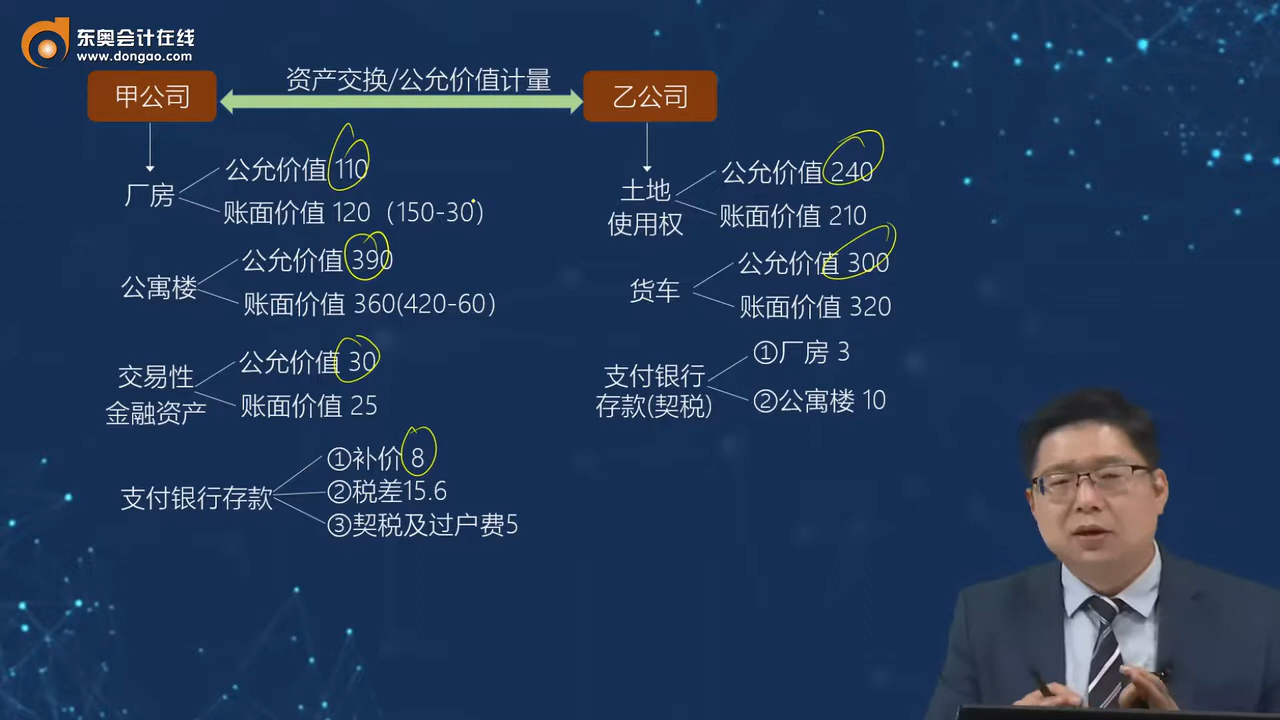 东奥会计在线
www.dongao.com
资产交换/公允价值计量
甲公司
乙公司
厂房
公允价值 110
账面价值 120（150-30）
公寓楼
公允价值 390
账面价值 360(420-60）
交易性
金融资产
公允价值 30
账面价值 25
支付银行存款
①补价 8
②税差15.6
③契税及过户费5
土地
使用权
公允价值 240
账面价值 210
货车
公允价值 300
账面价值 320
支付银行
存款(契税)
①厂房 3
②公寓楼 10